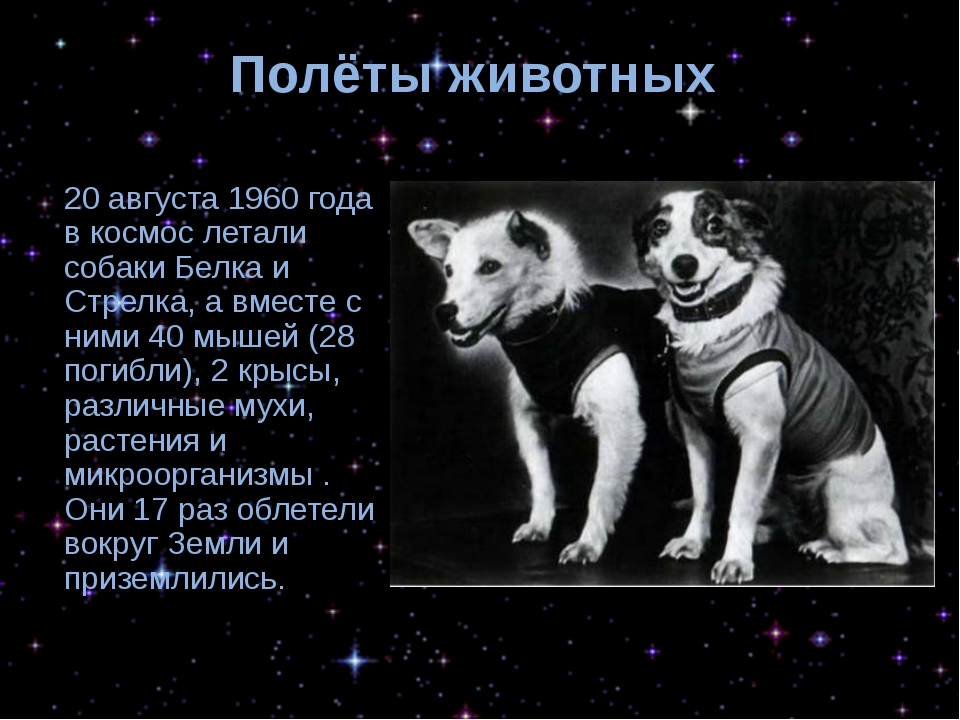 Полёты животных
20 августа 1960 года
в космос летали
собаки Белка и
Стрелка, а вместе с
ними 40 мышей (28
погибли), 2 крысы,
различные мухи,
растения и
микроорганизмы .
Они 17 раз облетели
вокруг Земли и
приземлились.